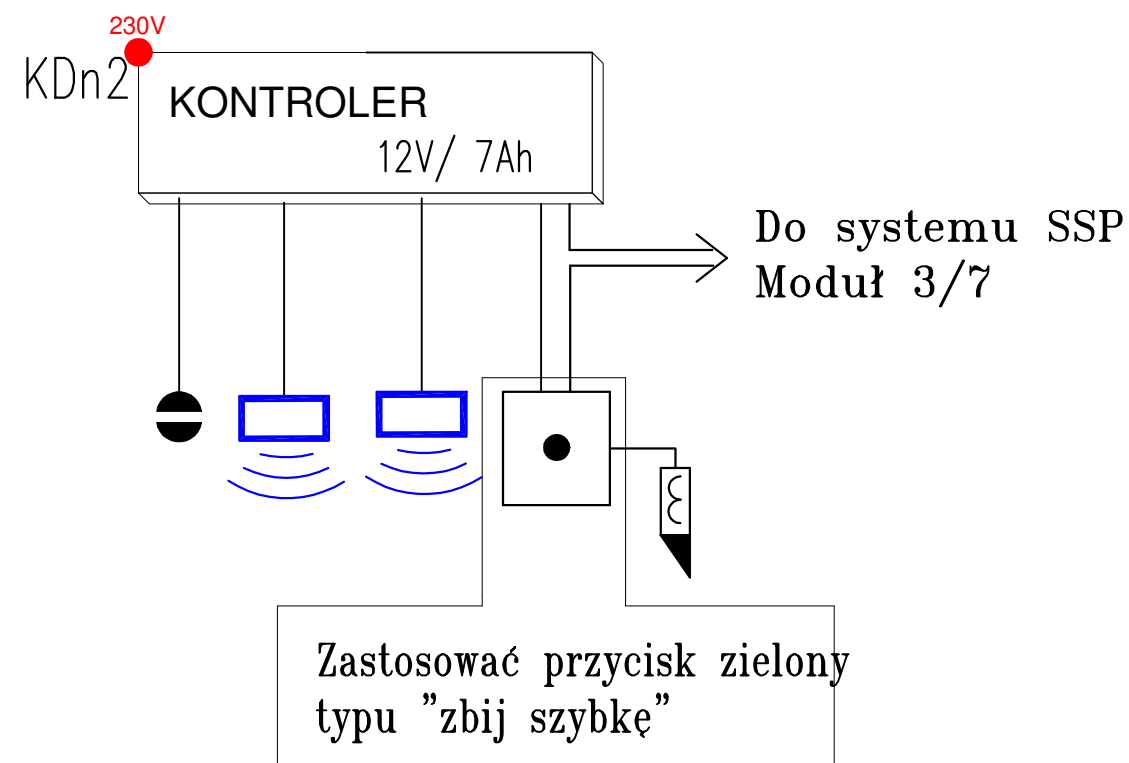 230V
KDn2
KONTROLER
12V/ 7Ah
Do systemu SSP
Moduł 3/7
Zastosować przycisk zielony
typu "zbij szybkę"